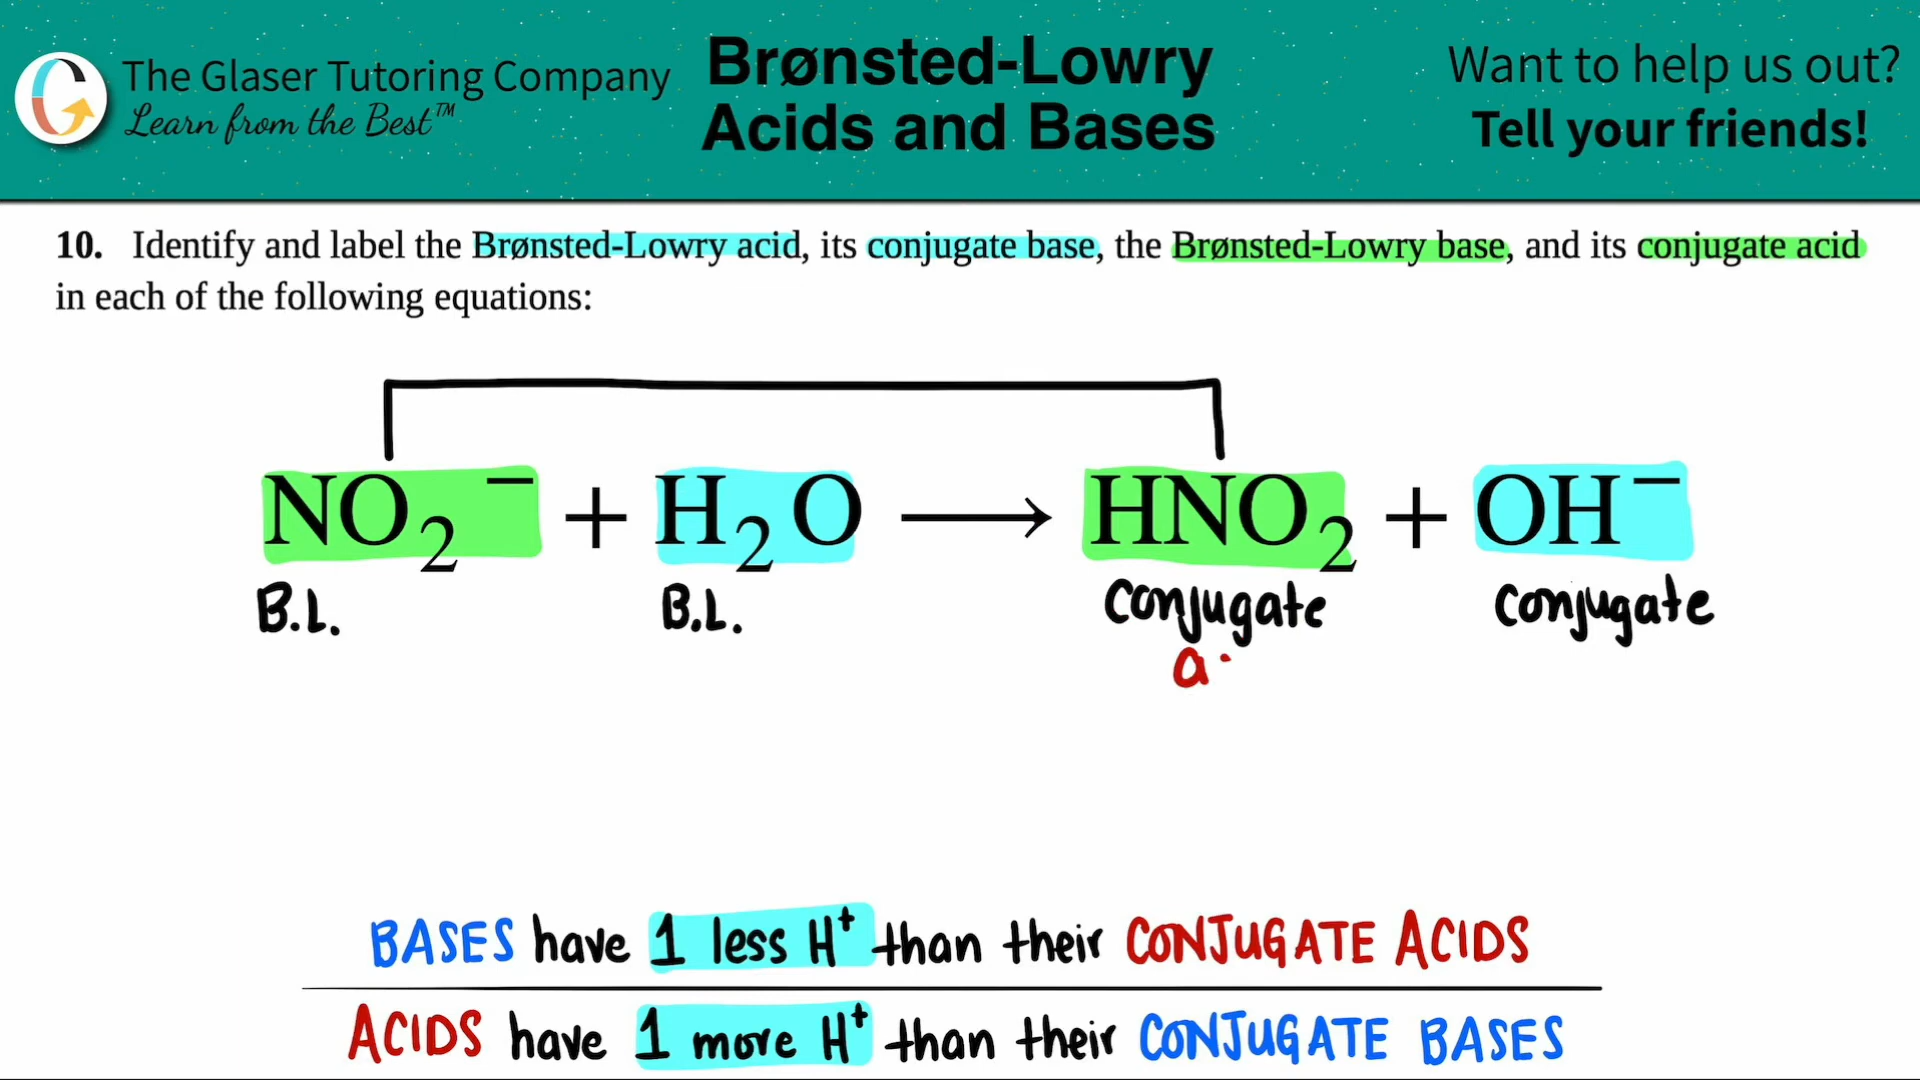 The Glaser Tutoring Company
Learn from the Best™
Brønsted-Lowry
Acids and Bases
Want to help us out?
Tell your friends!
10. Identify and label the Brønsted-Lowry acid, its conjugate base, the Brønsted-Lowry base, and its conjugate acid
in each of the following equations:
NO₂⁻ + H₂O ⟶ HNO₂ + OH⁻
B.L. B.L. conjugate conjugate
a
BASES have 1 less H⁺ than their CONJUGATE ACIDS
ACIDS have 1 more H⁺ than their CONJUGATE BASES